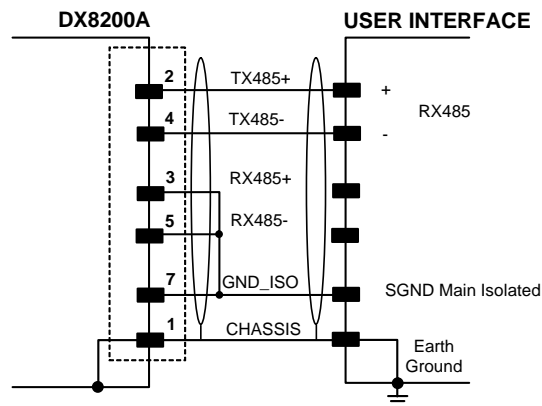 DX8200A USER INTERFACE
2 TX485+ +
RX485
4 TX485- -
3 RX485+
5 RX485-
7 GND_ISO SGND Main Isolated
1 CHASSIS Earth
Ground